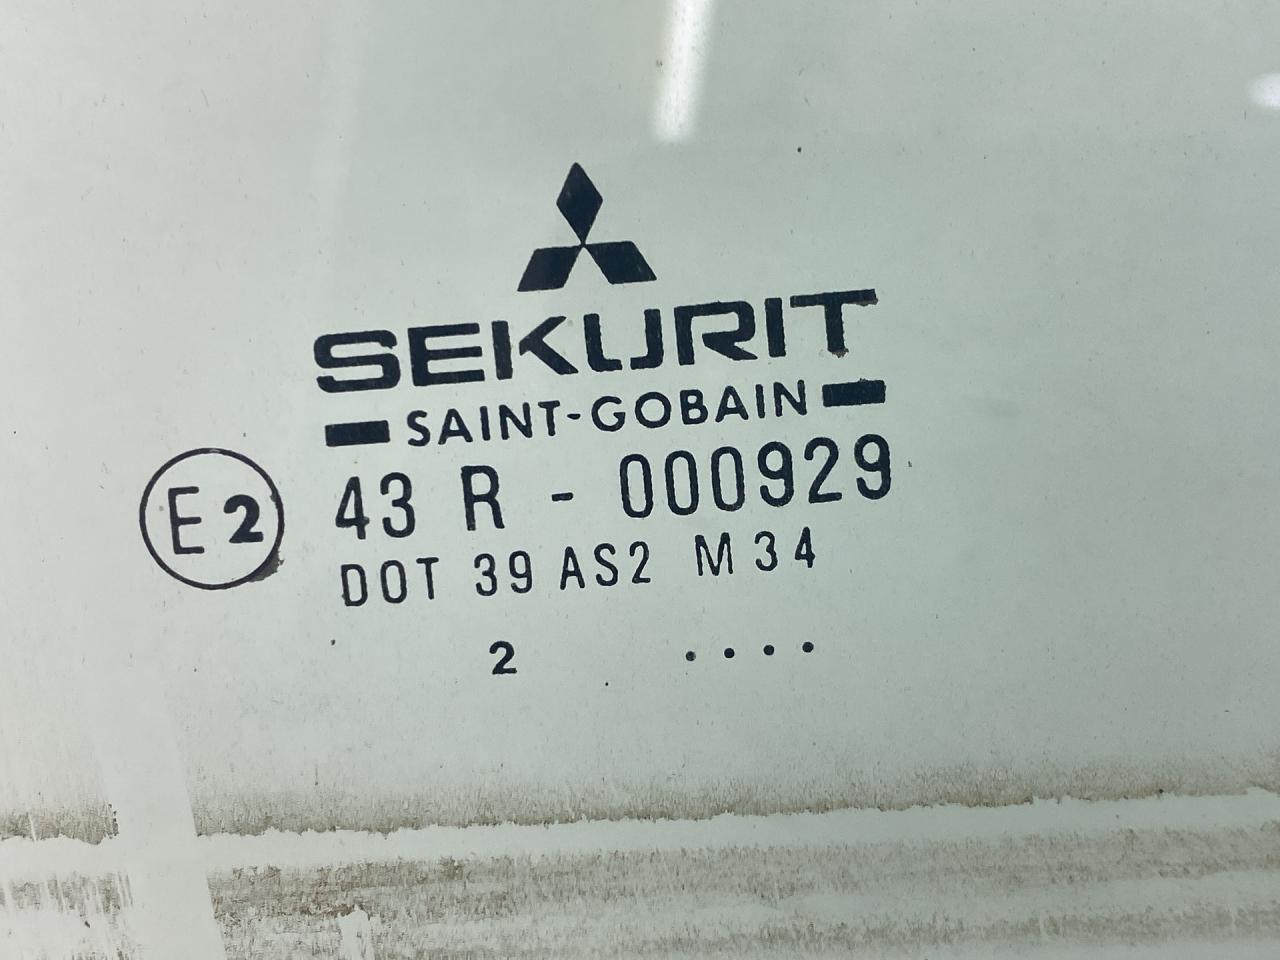 SEKURIT
SAINT-GOBAIN
E2 43 R - 000929
DOT 39 AS2 M34
2 ....